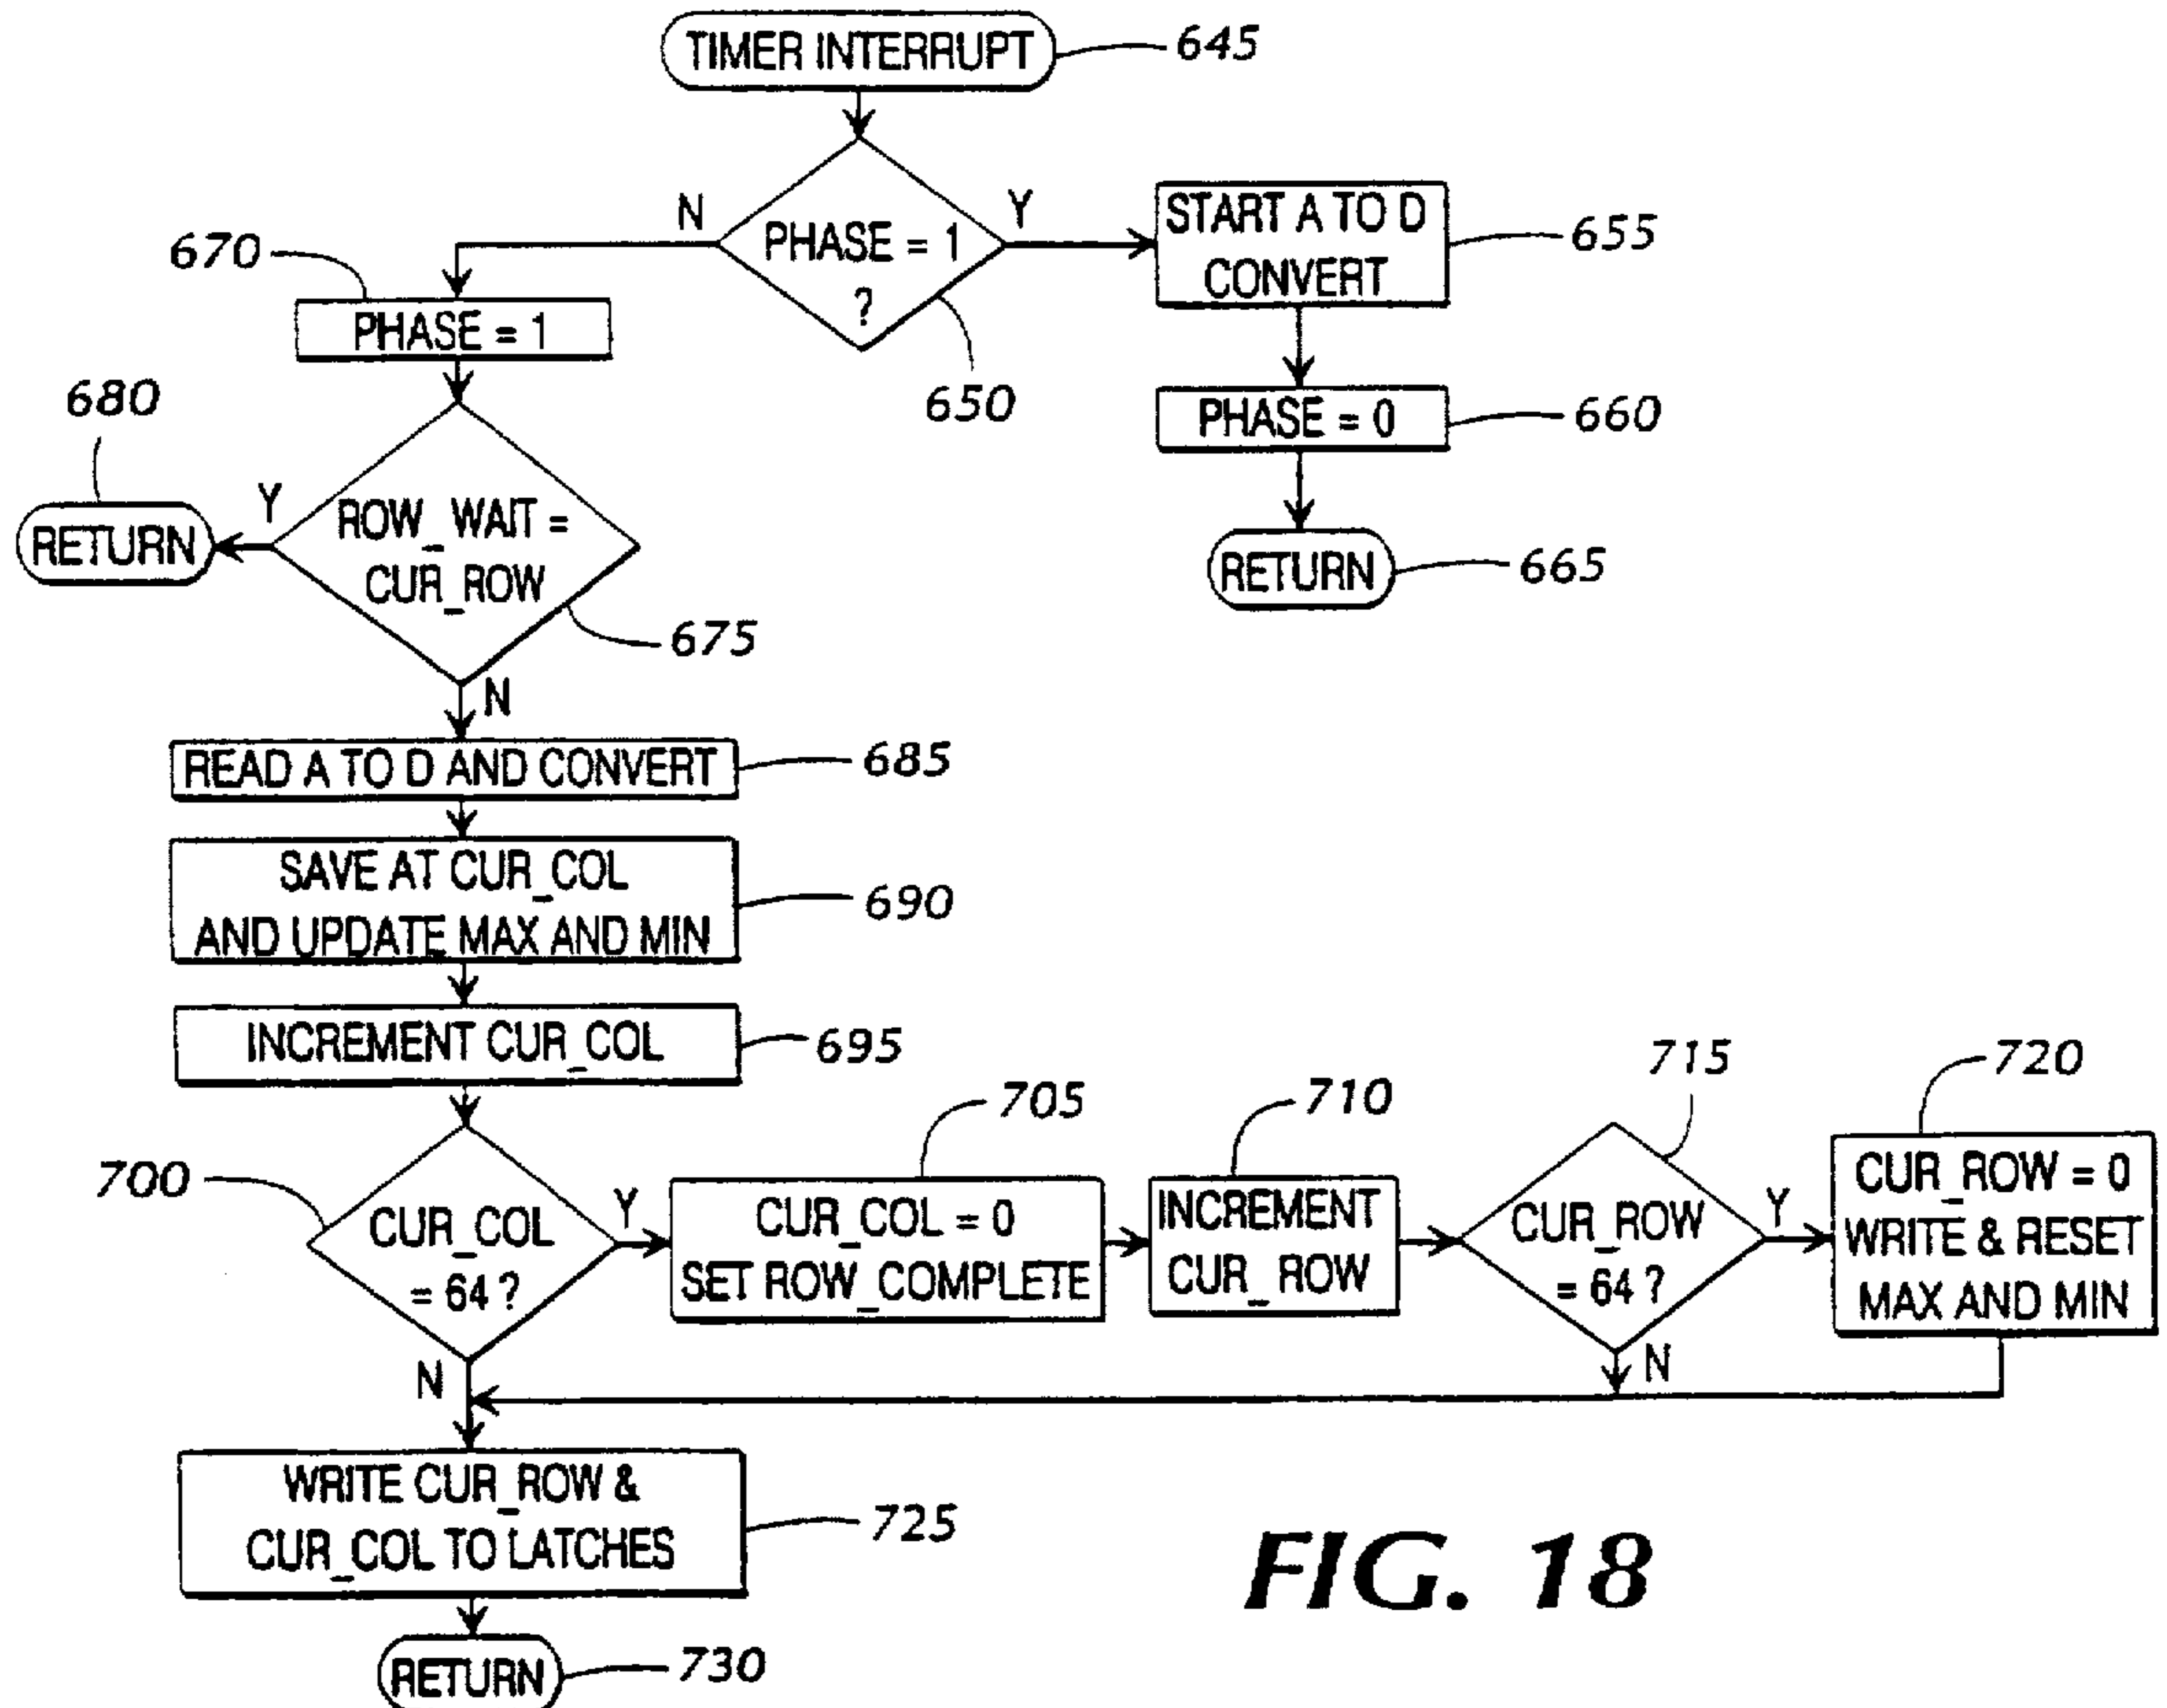 TIMER INTERRUPT
645
N
Y
PHASE = 1
?
650
START A TO D
CONVERT
655
PHASE = 0
660
RETURN
665
670
PHASE = 1
680
RETURN
Y
ROW_WAIT =
CUR_ROW
675
N
READ A TO D AND CONVERT
685
SAVE AT CUR_COL
AND UPDATE MAX AND MIN
690
INCREMENT CUR_COL
695
700
CUR_COL
= 64 ?
Y
N
705
CUR_COL = 0
SET ROW_COMPLETE
710
INCREMENT
CUR_ROW
715
CUR_ROW
= 64 ?
Y
N
720
CUR_ROW = 0
WRITE & RESET
MAX AND MIN
WRITE CUR_ROW &
CUR_COL TO LATCHES
725
RETURN
730
FIG. 18